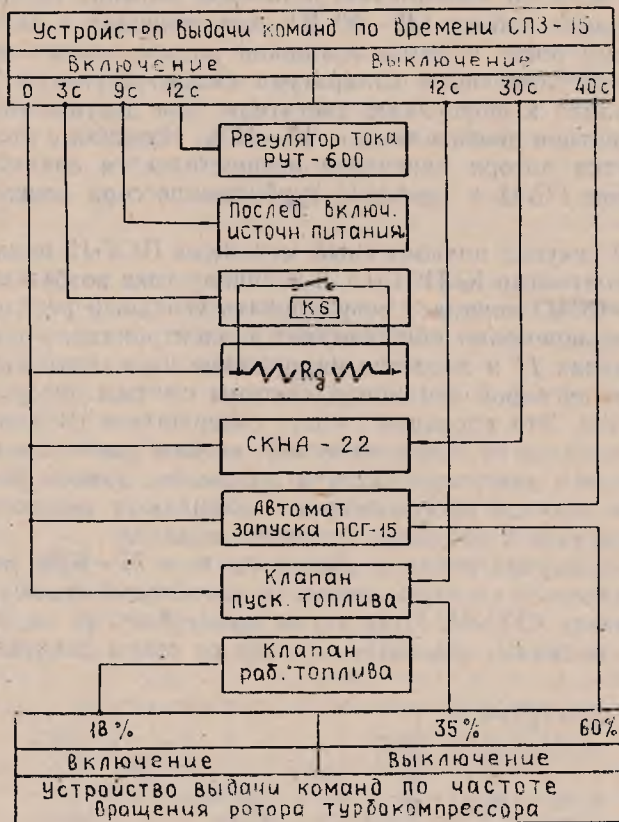 Устройстоп выдачи команд по времени СПЗ-15
Включение
Выключение
0 3с 9с 12с
12с 30с 40с
Регулятор тока
РУТ-600
Послед. включ.
источн. питания
KS
Rg
СКНА-22
Автомат
запуска ПСГ-15
Клапан
пуск. топлива
Клапан
раб. топлива
18%
35% 60%
Включение
Выключение
Устройство выдачи команд по частоте
вращения ротора турбокомпрессора